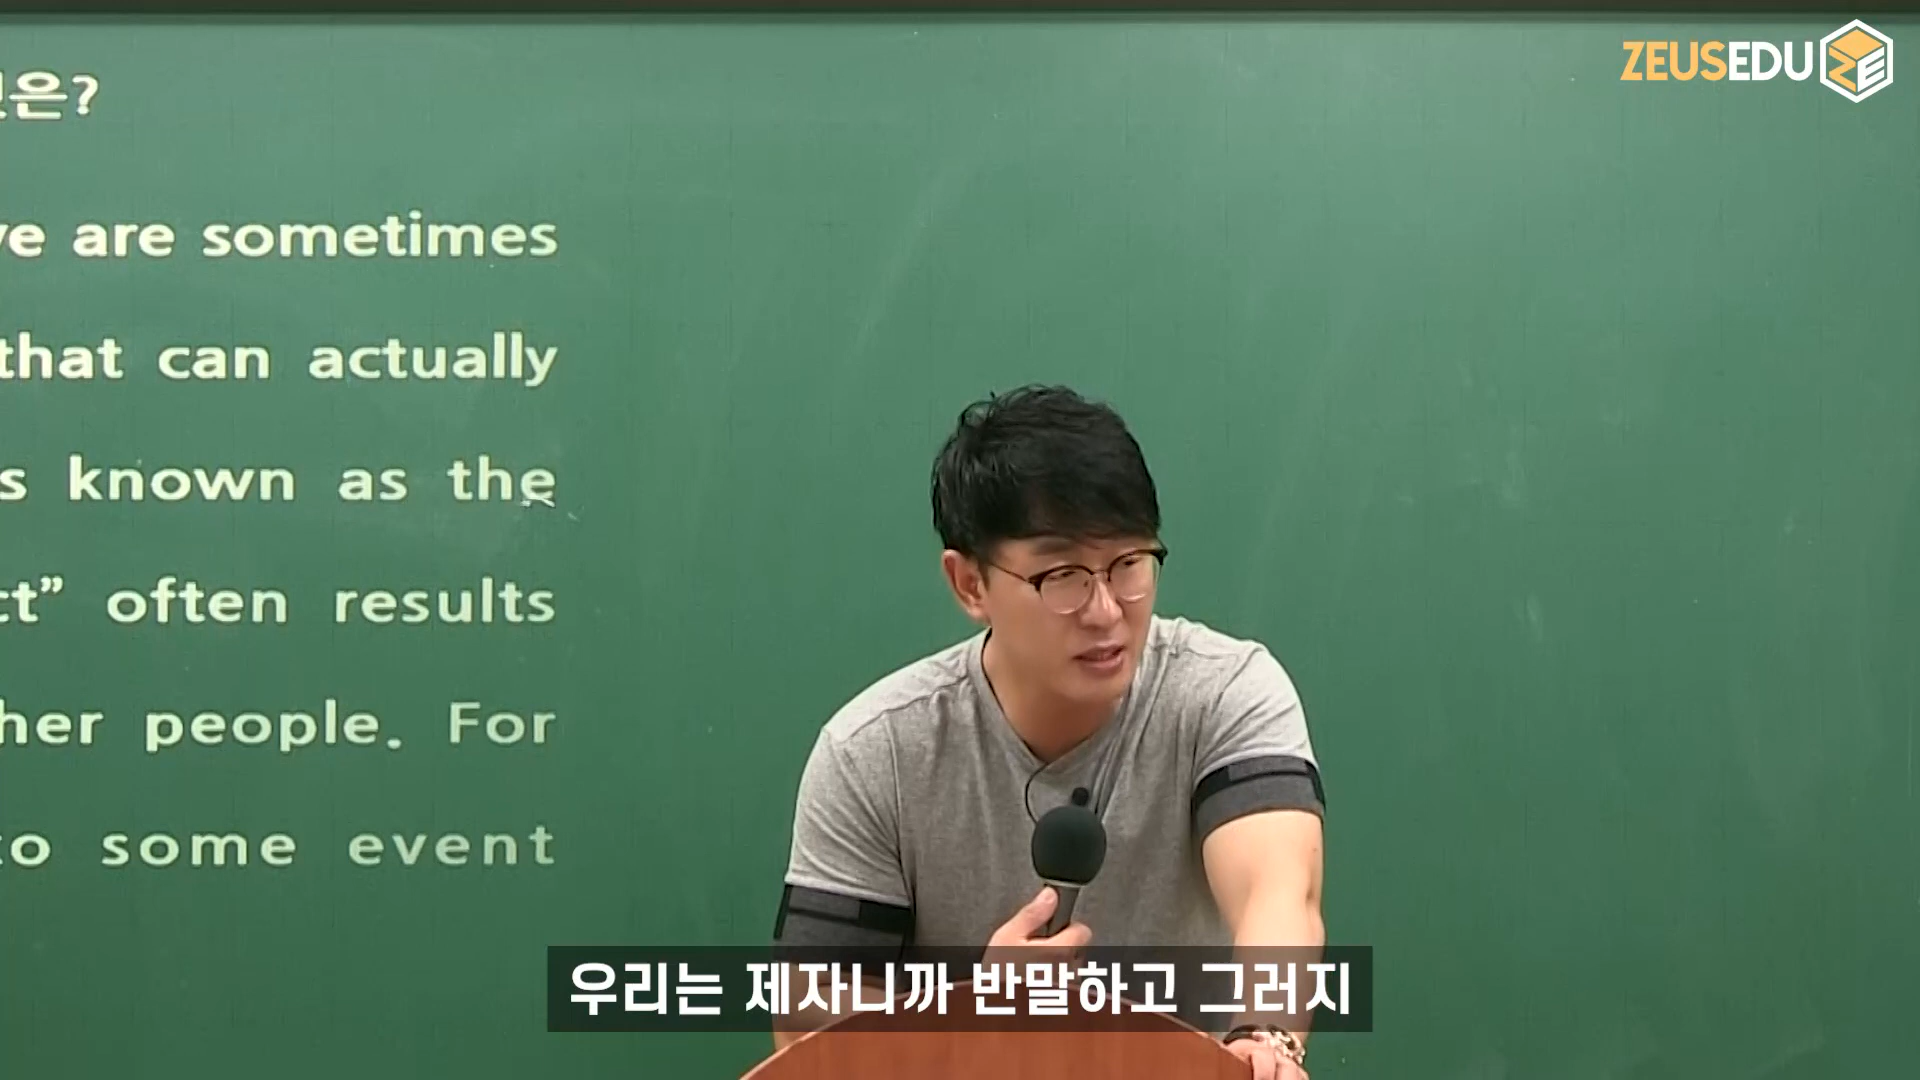 ZEUSEDU
것은?
are sometimes
that can actually
known as the
often results
people. For
some event
우리는 제자니까 반말하고 그러지